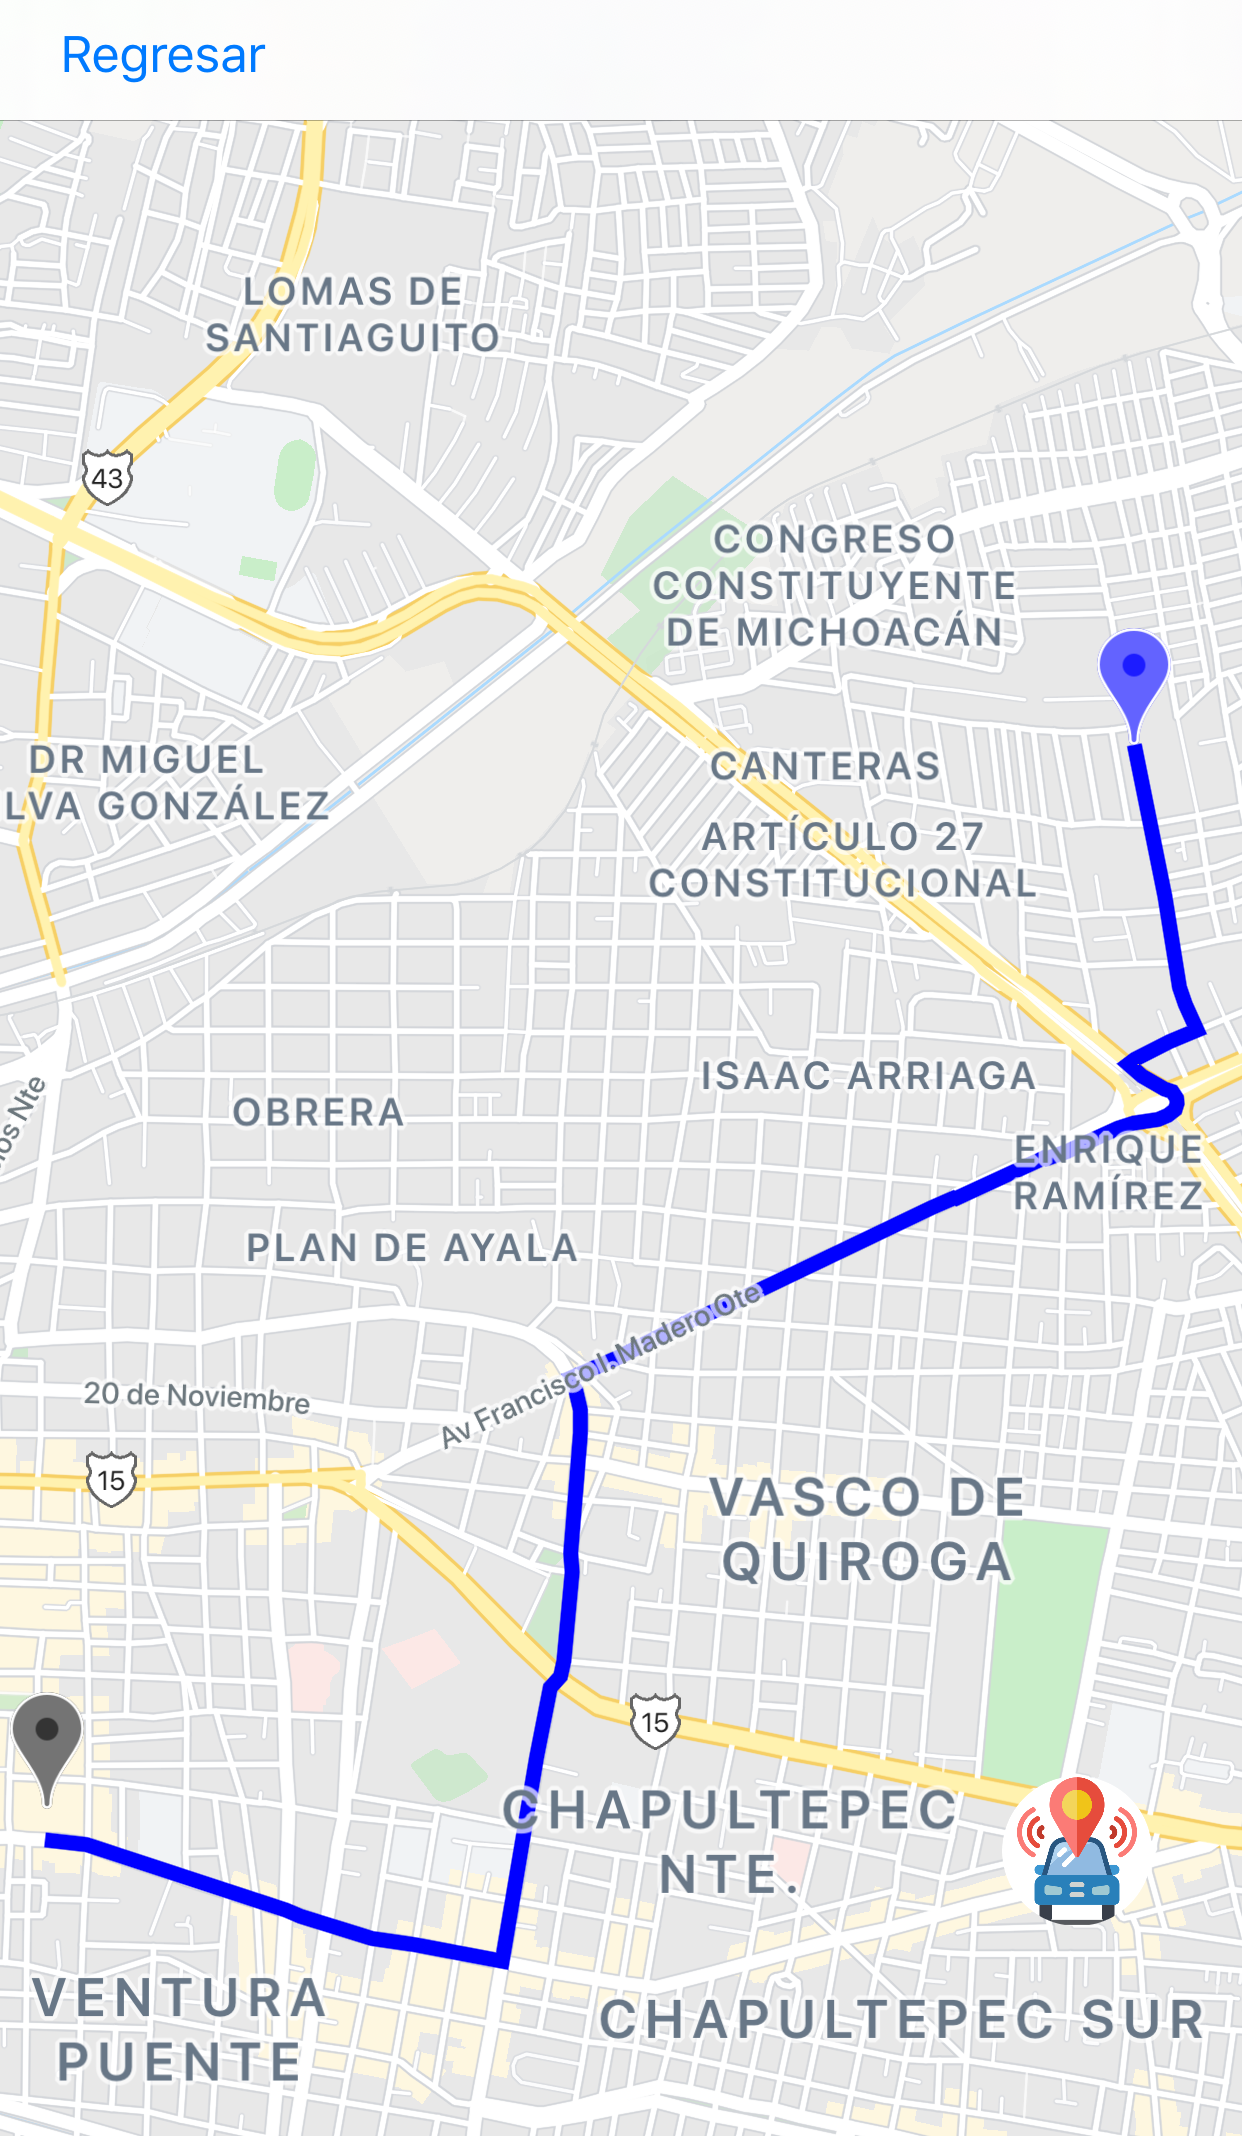 Regresar
LOMAS DE
SANTIAGUITO
43
CONGRESO
CONSTITUYENTE
DE MICHOACÁN
DR MIGUEL
LVA GONZÁLEZ
CANTERAS
ARTÍCULO 27
CONSTITUCIONAL
ISAAC ARRIAGA
OBRERA
los Nte
ENRIQUE
RAMÍREZ
PLAN DE AYALA
Av Francisco I. Madero Ote
20 de Noviembre
15
VASCO DE
QUIROGA
15
CHAPULTEPEC
NTE.
VENTURA
PUENTE
CHAPULTEPEC SUR